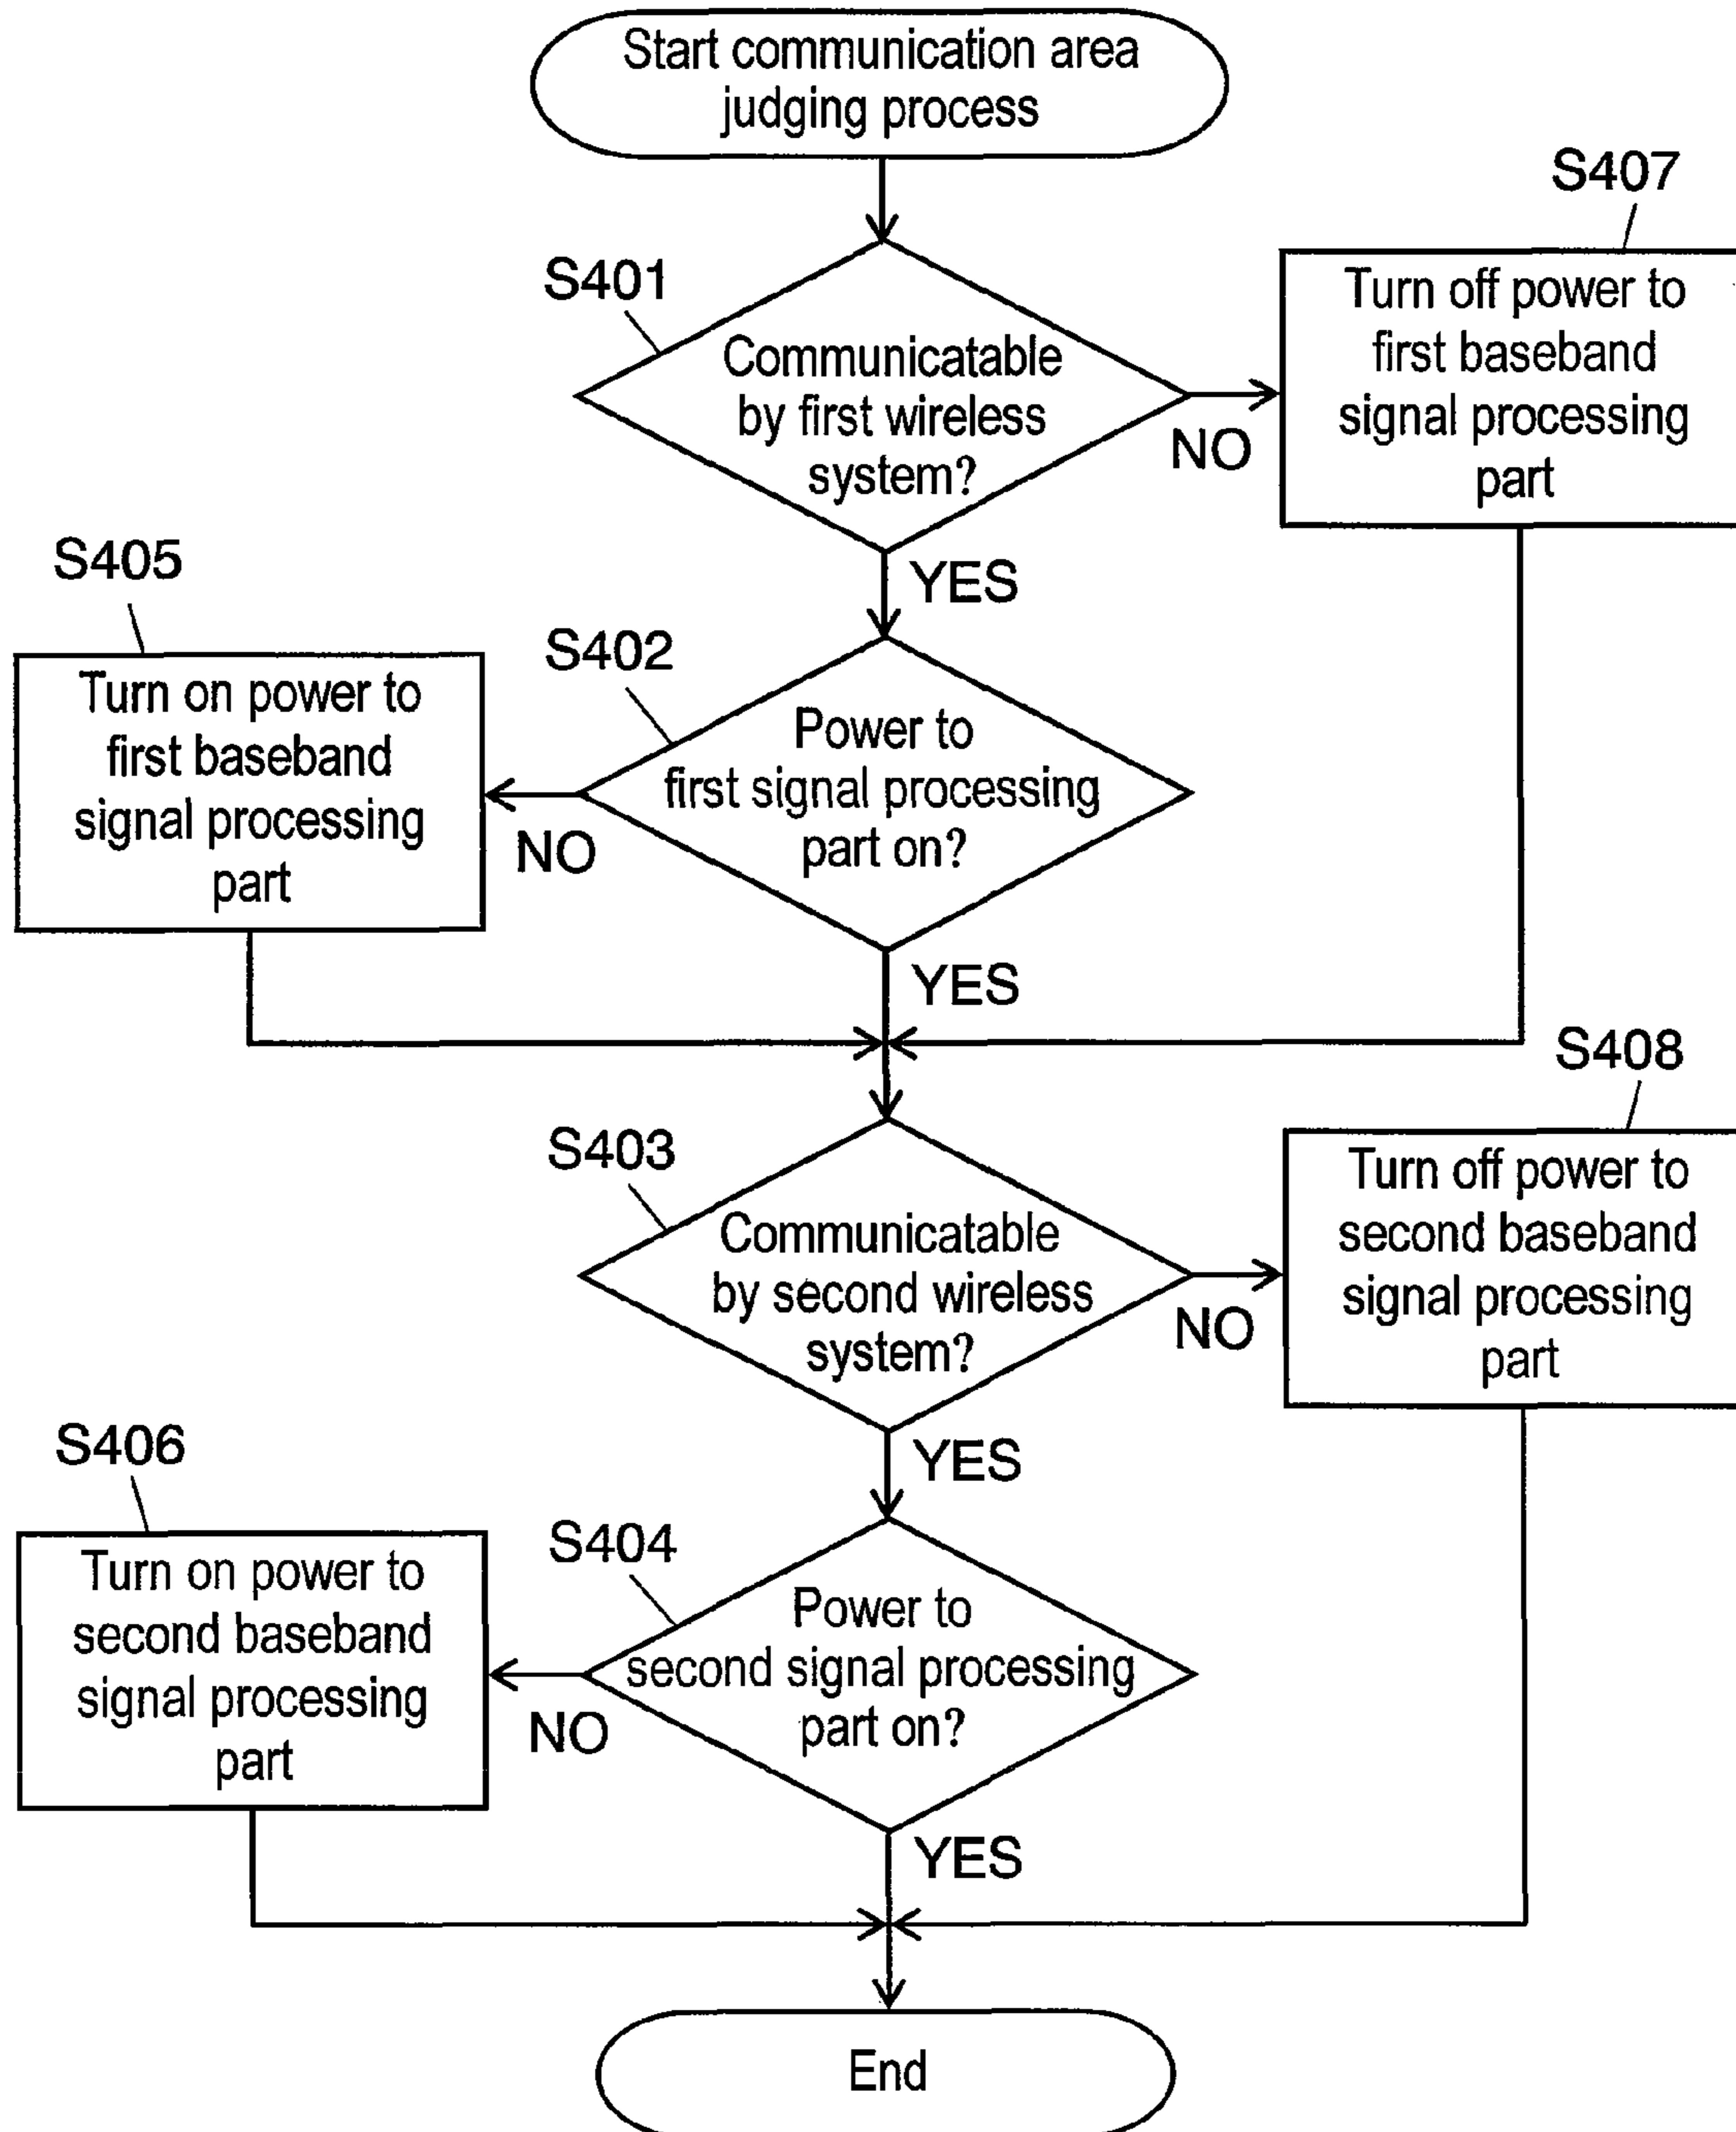 Start communication area
judging process
S401
Communicatable
by first wireless
system?
NO
S407
Turn off power to
first baseband
signal processing
part
YES
S402
Power to
first signal processing
part on?
NO
S405
Turn on power to
first baseband
signal processing
part
YES
S403
Communicatable
by second wireless
system?
NO
S408
Turn off power to
second baseband
signal processing
part
YES
S404
Power to
second signal processing
part on?
NO
S406
Turn on power to
second baseband
signal processing
part
YES
End